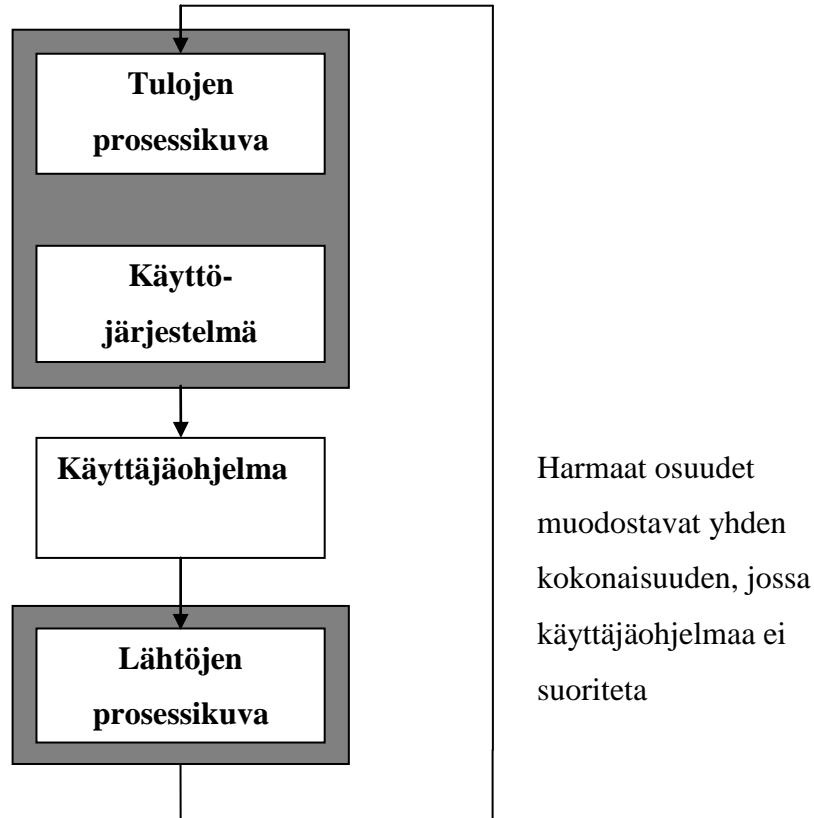 Tulojen
prosessikuva
Käyttö-
järjestelmä
Käyttäjäohjelma
Harmaat osuudet
muodostavat yhden
kokonaisuuden, jossa
käyttäjäohjelmaa ei
suoriteta
Lähtöjen
prosessikuva